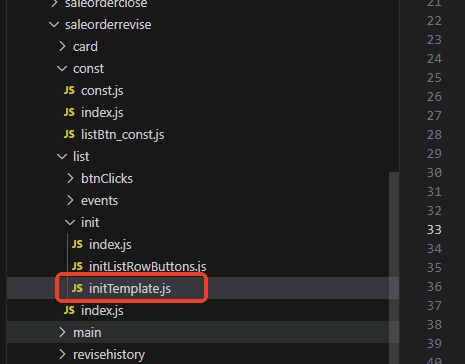 saleorderclose
saleorderrevise
card
const
JS const.js
JS index.js
JS listBtn_const.js
list
btnClicks
events
init
JS index.js
JS initListRowButtons.js
JS initTemplate.js
JS index.js
main
revisehistory
21
22
23
24
25
26
27
28
29
30
31
32
33
34
35
36
37
38
39
40